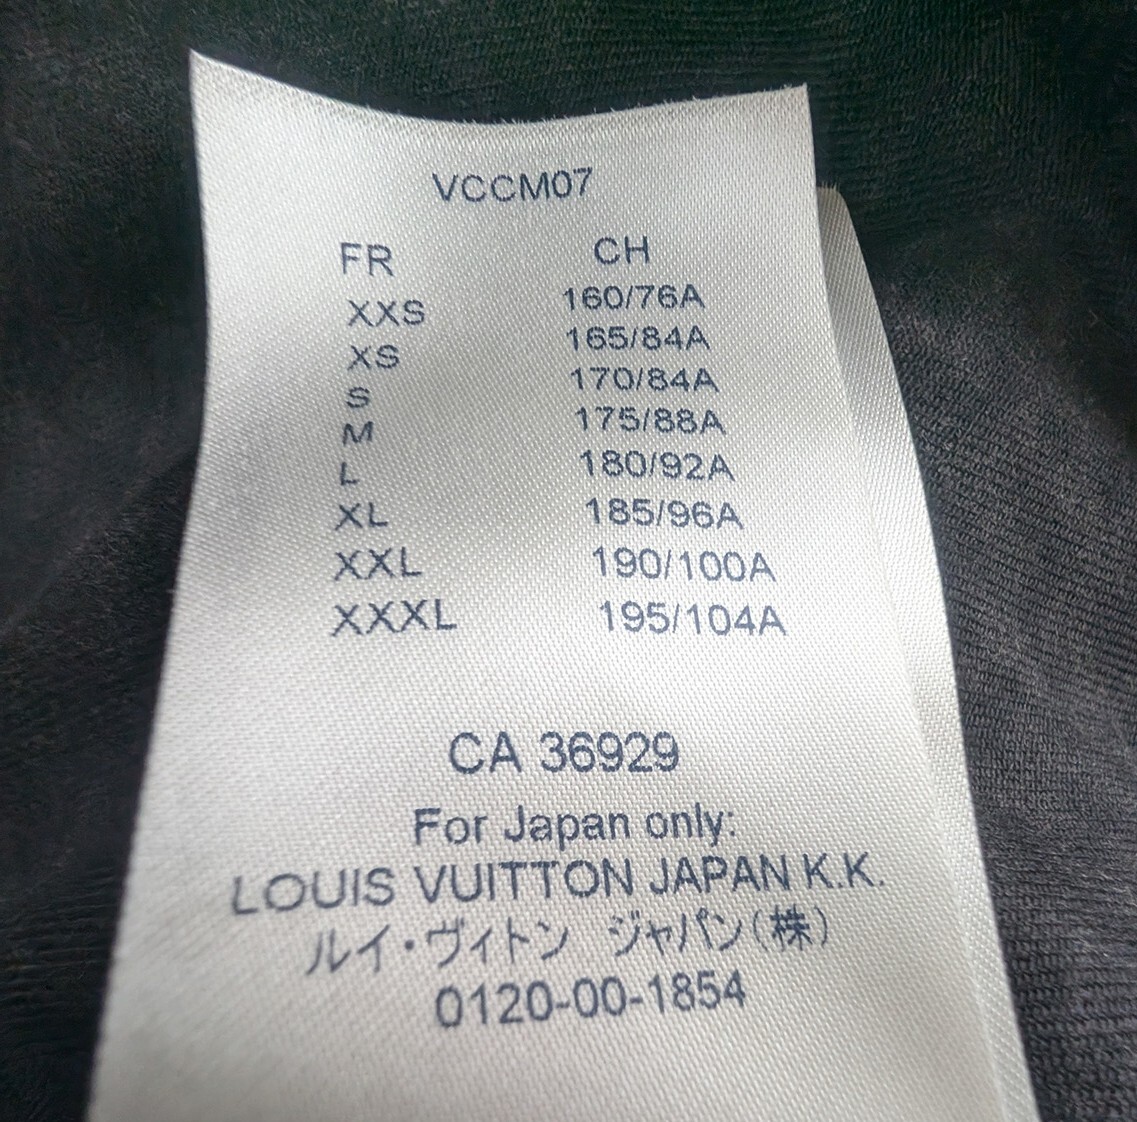 VCCM07
FR CH
XXS 160/76A
XS 165/84A
S 170/84A
M 175/88A
L 180/92A
XL 185/96A
XXL 190/100A
XXXL 195/104A
CA 36929
For Japan only:
LOUIS VUITTON JAPAN K.K.
ルイ・ヴィトン ジャパン(株)
0120-00-1854